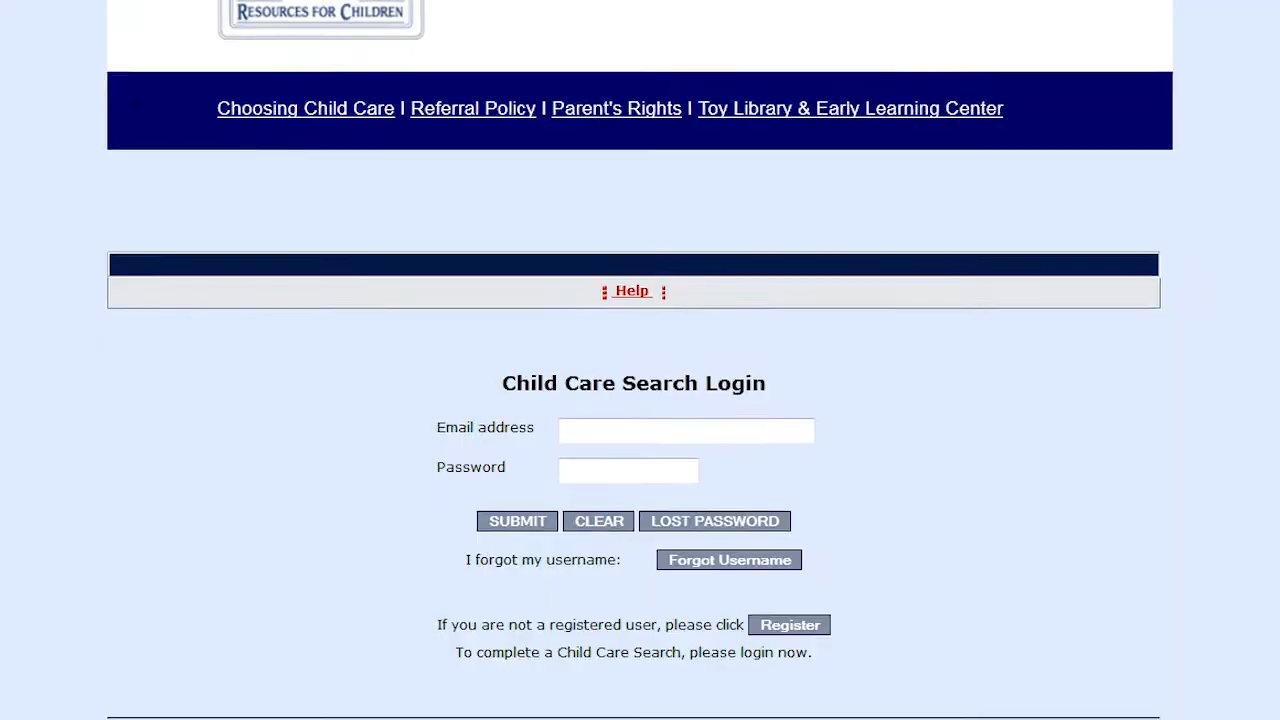 RESOURCES FOR CHILDREN
Choosing Child Care I Referral Policy I Parent's Rights I Toy Library & Early Learning Center
Help
Child Care Search Login
Email address
Password
SUBMIT CLEAR LOST PASSWORD
I forgot my username: Forgot Username
If you are not a registered user, please click Register
To complete a Child Care Search, please login now.